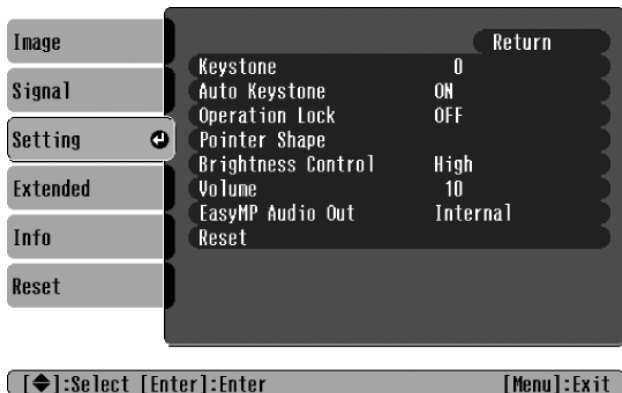 Image
Signal
Setting
Extended
Info
Reset
Return
Keystone 0
Auto Keystone ON
Operation Lock OFF
Pointer Shape
Brightness Control High
Volume 10
EasyMP Audio Out Internal
Reset
[◆]:Select [Enter]:Enter [Menu]:Exit